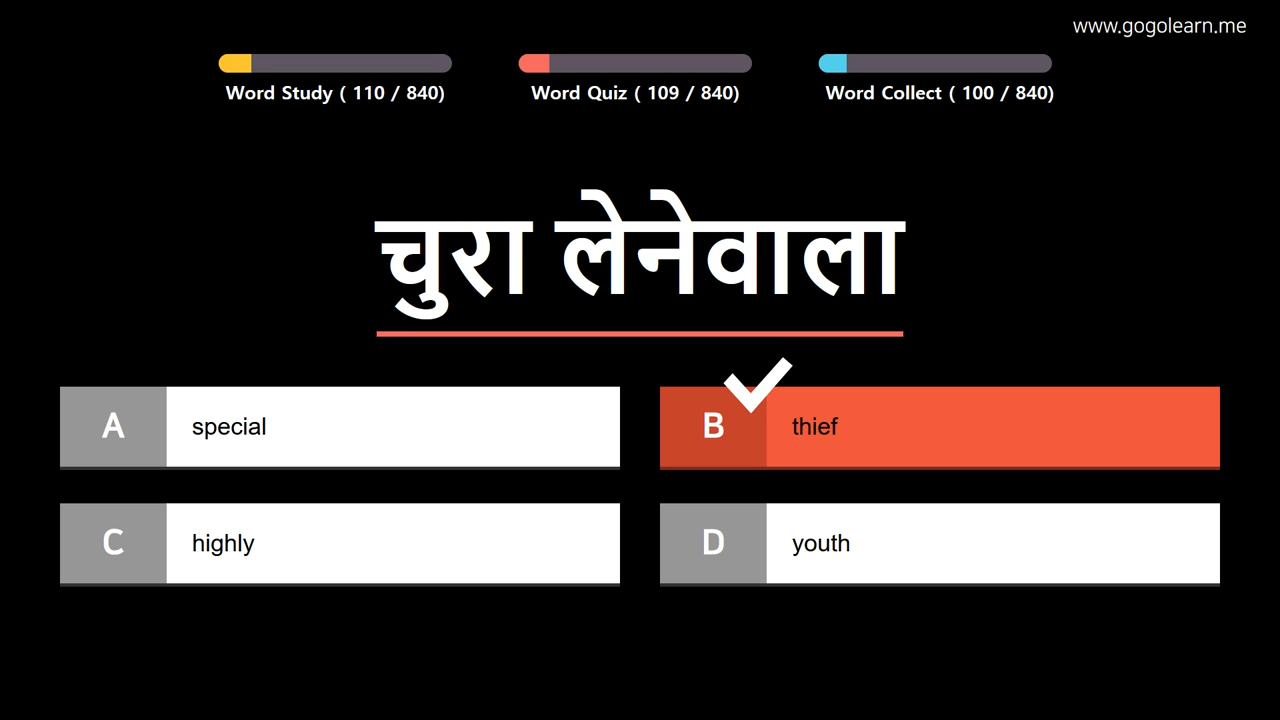 www.gogolearn.me
Word Study ( 110 / 840)
Word Quiz ( 109 / 840)
Word Collect ( 100 / 840)
चुरा लेनेवाला
A special
B thief
C highly
D youth